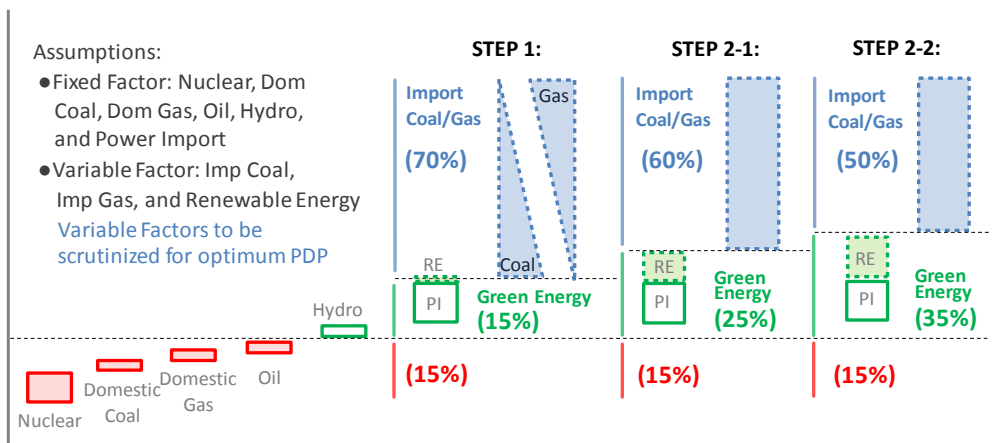 Assumptions:
●Fixed Factor: Nuclear, Dom
Coal, Dom Gas, Oil, Hydro,
and Power Import
●Variable Factor: Imp Coal,
Imp Gas, and Renewable Energy
Variable Factors to be
scrutinized for optimum PDP
STEP 1:
STEP 2-1:
STEP 2-2:
Import
Coal/Gas
(70%)
Gas
Coal
Import
Coal/Gas
(60%)
Import
Coal/Gas
(50%)
RE
PI
Green Energy
(15%)
RE
PI
Green
Energy
(25%)
RE
PI
Green
Energy
(35%)
Hydro
Oil
Domestic
Gas
Domestic
Coal
Nuclear
(15%)
(15%)
(15%)